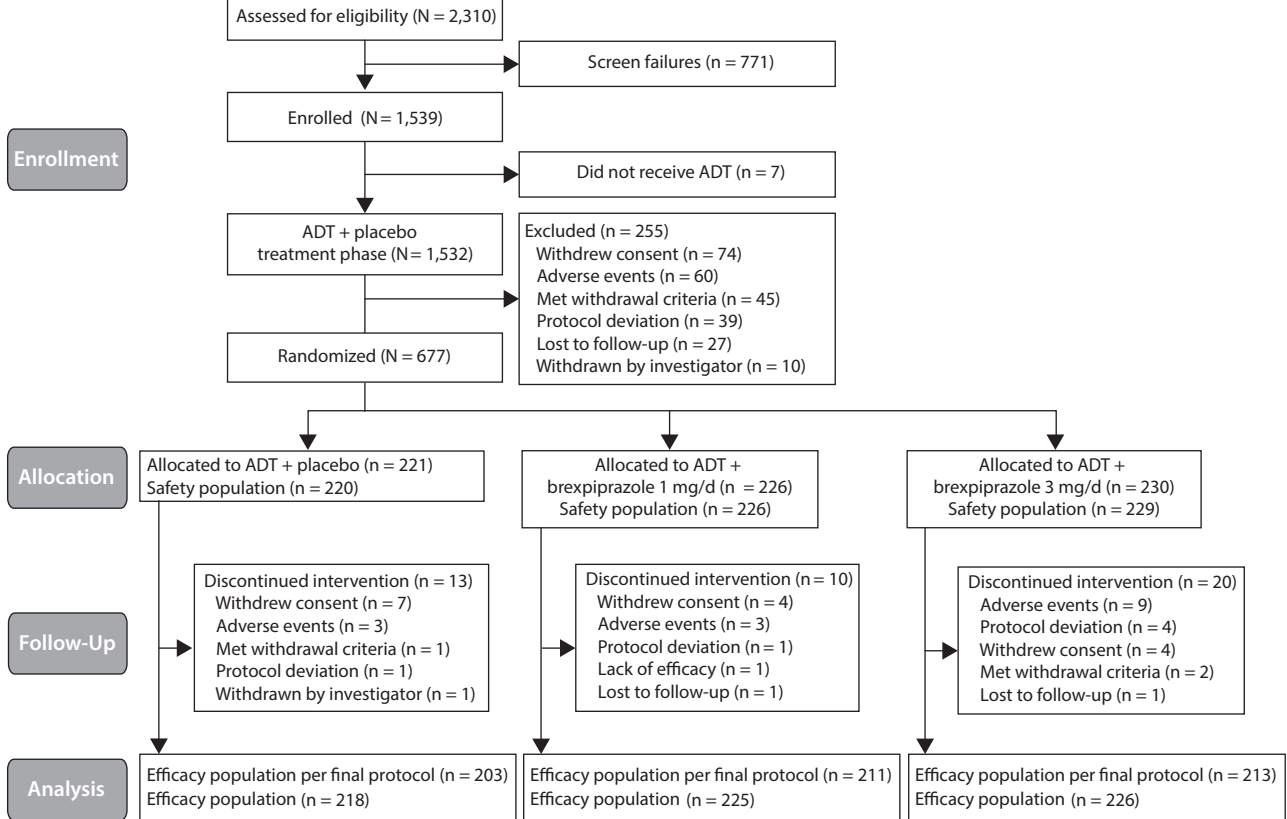 Assessed for eligibility (N = 2,310)
Screen failures (n = 771)
Enrolled (N = 1,539)
Enrollment
Did not receive ADT (n = 7)
ADT + placebo
treatment phase (N = 1,532)
Excluded (n = 255)
Withdrew consent (n = 74)
Adverse events (n = 60)
Met withdrawal criteria (n = 45)
Protocol deviation (n = 39)
Lost to follow-up (n = 27)
Withdrawn by investigator (n = 10)
Randomized (N = 677)
Allocation
Allocated to ADT + placebo (n = 221)
Safety population (n = 220)
Allocated to ADT +
brexpiprazole 1 mg/d (n = 226)
Safety population (n = 226)
Allocated to ADT +
brexpiprazole 3 mg/d (n = 230)
Safety population (n = 229)
Follow-Up
Discontinued intervention (n = 13)
Withdrew consent (n = 7)
Adverse events (n = 3)
Met withdrawal criteria (n = 1)
Protocol deviation (n = 1)
Withdrawn by investigator (n = 1)
Discontinued intervention (n = 10)
Withdrew consent (n = 4)
Adverse events (n = 3)
Protocol deviation (n = 1)
Lack of efficacy (n = 1)
Lost to follow-up (n = 1)
Discontinued intervention (n = 20)
Adverse events (n = 9)
Protocol deviation (n = 4)
Withdrew consent (n = 4)
Met withdrawal criteria (n = 2)
Lost to follow-up (n = 1)
Analysis
Efficacy population per final protocol (n = 203)
Efficacy population (n = 218)
Efficacy population per final protocol (n = 211)
Efficacy population (n = 225)
Efficacy population per final protocol (n = 213)
Efficacy population (n = 226)